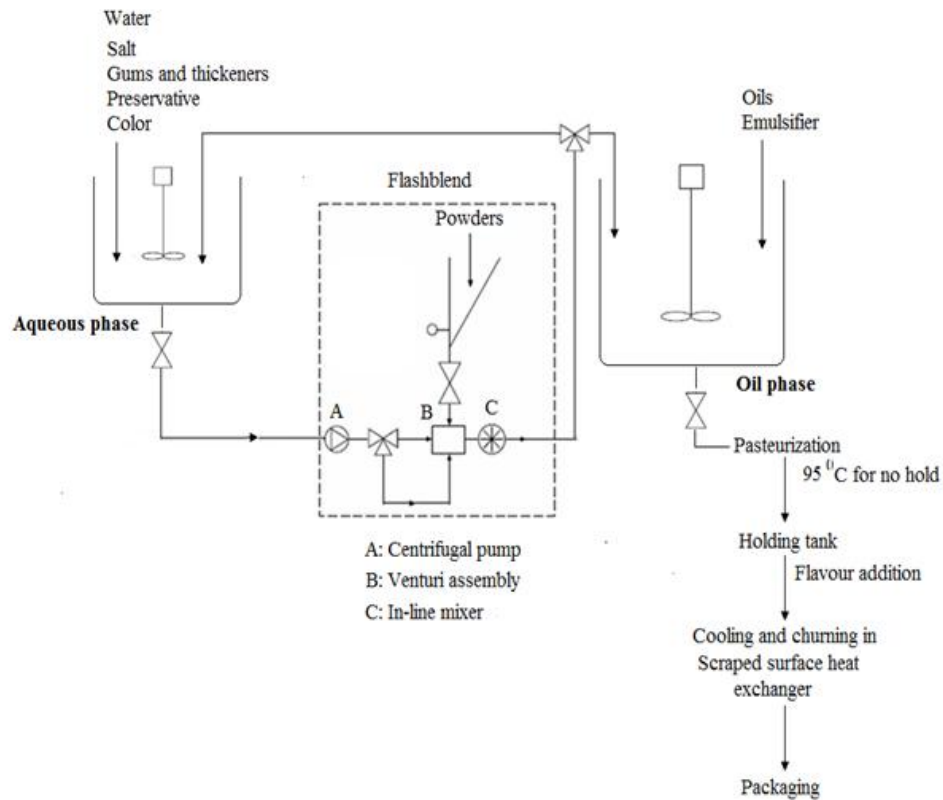 Water
Salt
Gums and thickeners
Preservative
Color
Oils
Emulsifier
Flashblend
Powders
Aqueous phase
Oil phase
A
B
C
Pasteurization
95 ⁰C for no hold
A: Centrifugal pump
B: Venturi assembly
C: In-line mixer
Holding tank
Flavour addition
Cooling and churning in
Scraped surface heat
exchanger
Packaging